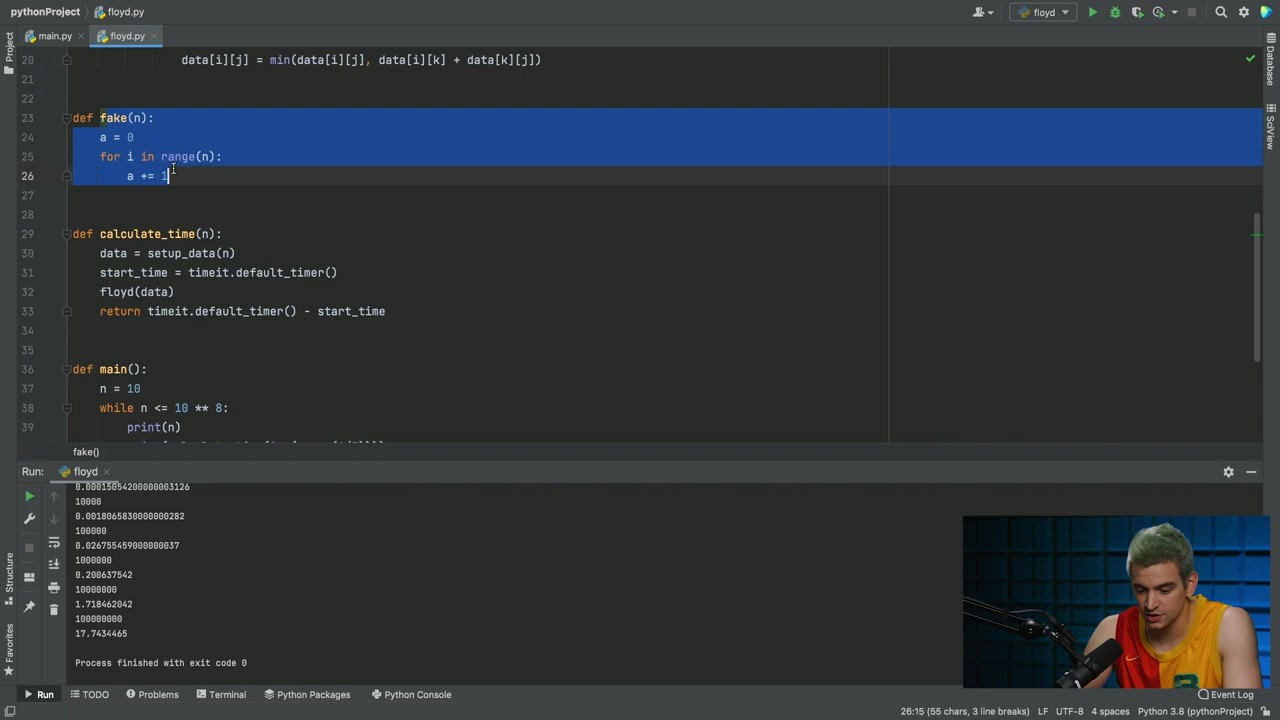 pythonProject floyd.py floyd
main.py floyd.py
Project
Database
SciView
20 data[i][j] = min(data[i][j], data[i][k] + data[k][j])
21
22
23 def fake(n):
24 a = 0
25 for i in range(n):
26 a += 1
27
28
29 def calculate_time(n):
30 data = setup_data(n)
31 start_time = timeit.default_timer()
32 floyd(data)
33 return timeit.default_timer() - start_time
34
35
36 def main():
37 n = 10
38 while n <= 10 ** 8:
39 print(n)
fake()
Run: floyd
0.00015054200000003126
10000
0.0018065830000000282
100000
0.026755459000000037
1000000
0.200637542
10000000
1.718462042
100000000
17.7434465
Process finished with exit code 0
Structure
Favorites
Run TODO Problems Terminal Python Packages Python Console Event Log
26:15 (55 chars, 3 line breaks) LF UTF-8 4 spaces Python 3.8 (pythonProject)